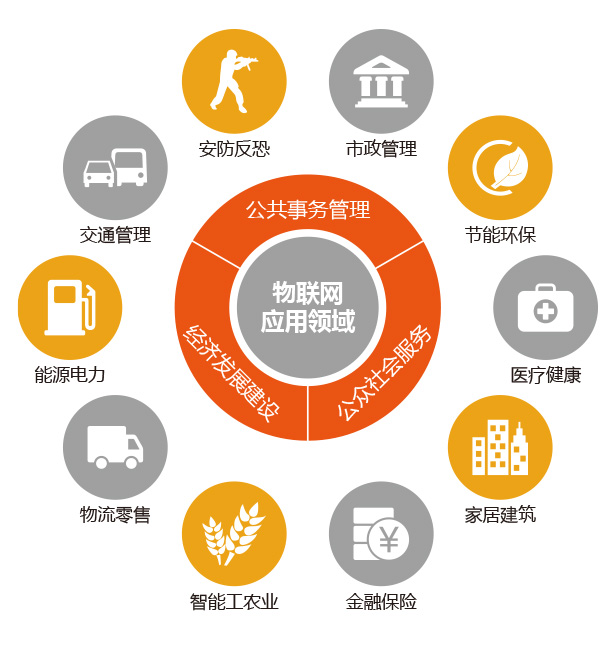 安防反恐
市政管理
交通管理
公共事务管理
节能环保
物联网
应用领域
能源电力
经济发展建设
公众社会服务
医疗健康
物流零售
家居建筑
¥
智能工农业
金融保险